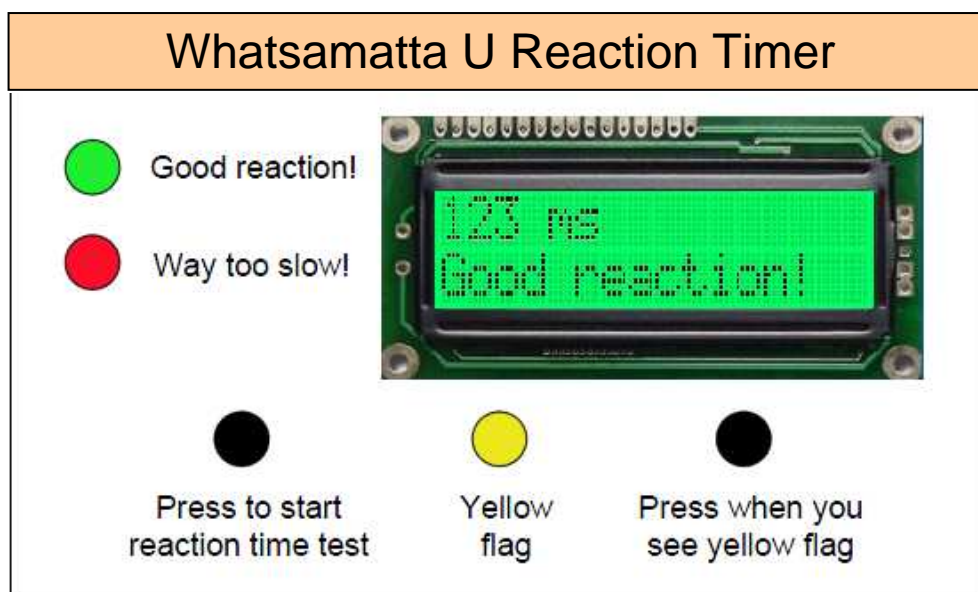 Whatsamatta U Reaction Timer
Good reaction!
Way too slow!
123 ms
Good reaction!
Press to start
reaction time test
Yellow
flag
Press when you
see yellow flag